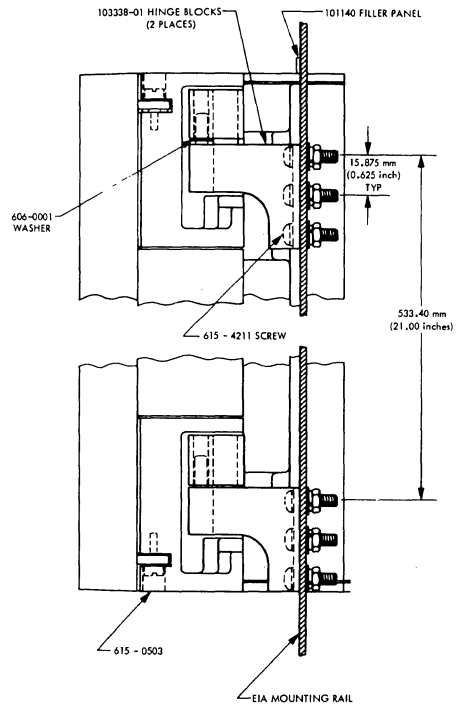 103338-01 HINGE BLOCKS
(2 PLACES)
101140 FILLER PANEL
15.875 mm
(0.625 inch)
TYP
606-0001
WASHER
533.40 mm
(21.00 inches)
615 - 4211 SCREW
615 - 0503
EIA MOUNTING RAIL